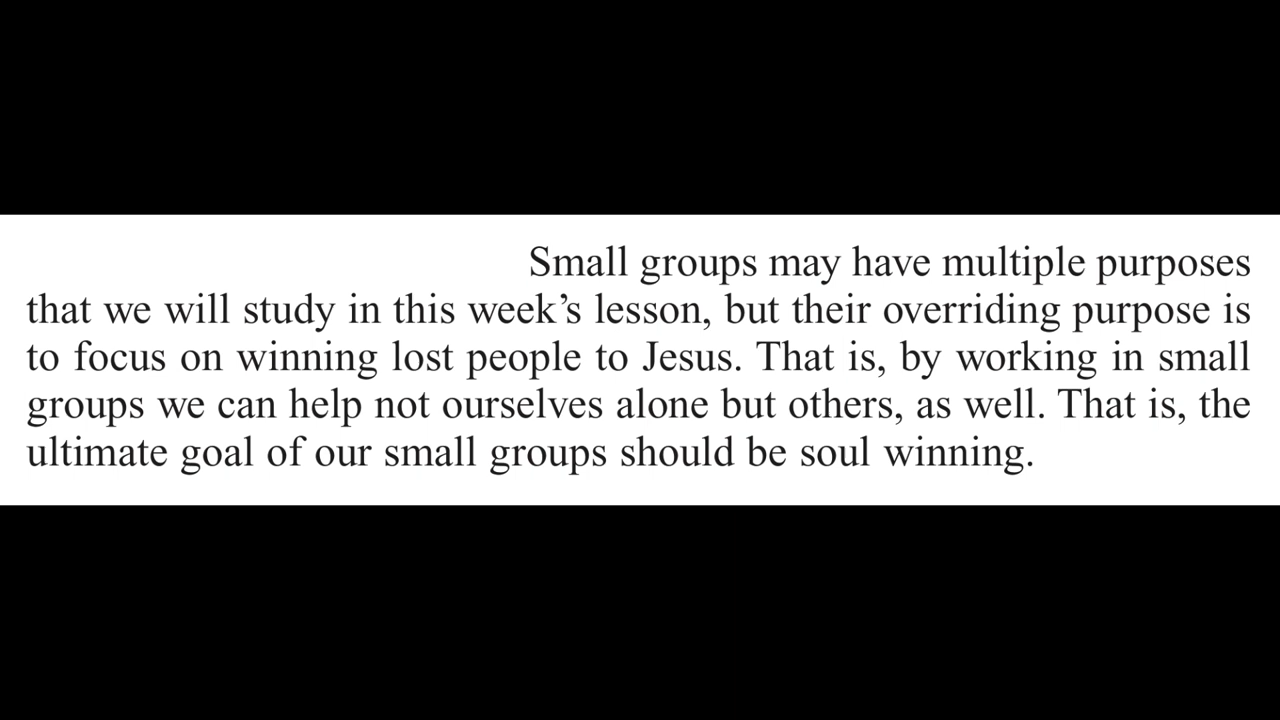 Small groups may have multiple purposes
that we will study in this week’s lesson, but their overriding purpose is
to focus on winning lost people to Jesus. That is, by working in small
groups we can help not ourselves alone but others, as well. That is, the
ultimate goal of our small groups should be soul winning.